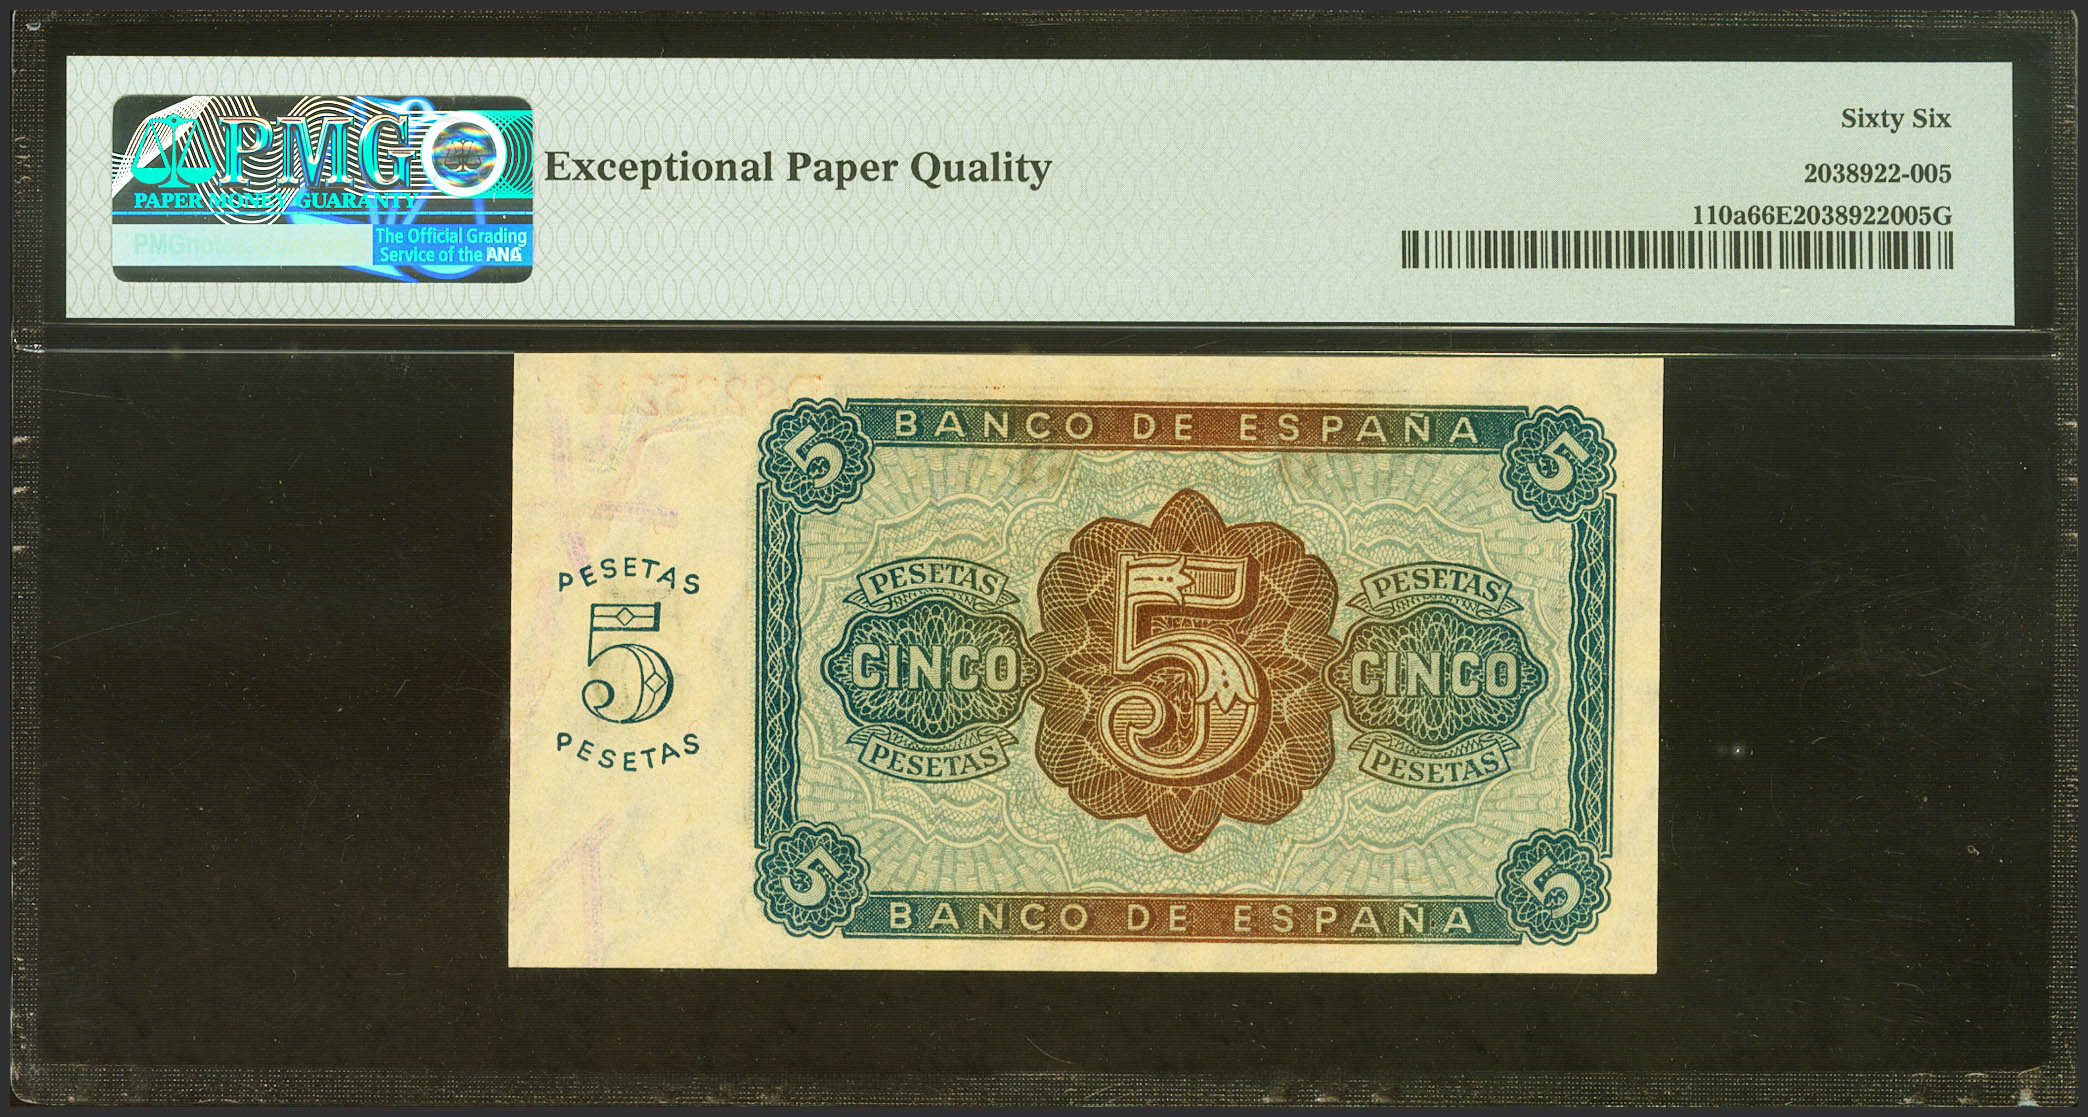 PMG
PAPER MONEY GUARANTY
The Official Grading
Service of the ANA
Exceptional Paper Quality
Sixty Six
2038922-005
110a66E2038922005G
5 BANCO DE ESPAÑA 5
PESETAS
5
PESETAS
PESETAS
CINCO
PESETAS
5
PESETAS
CINCO
PESETAS
5 BANCO DE ESPAÑA 5